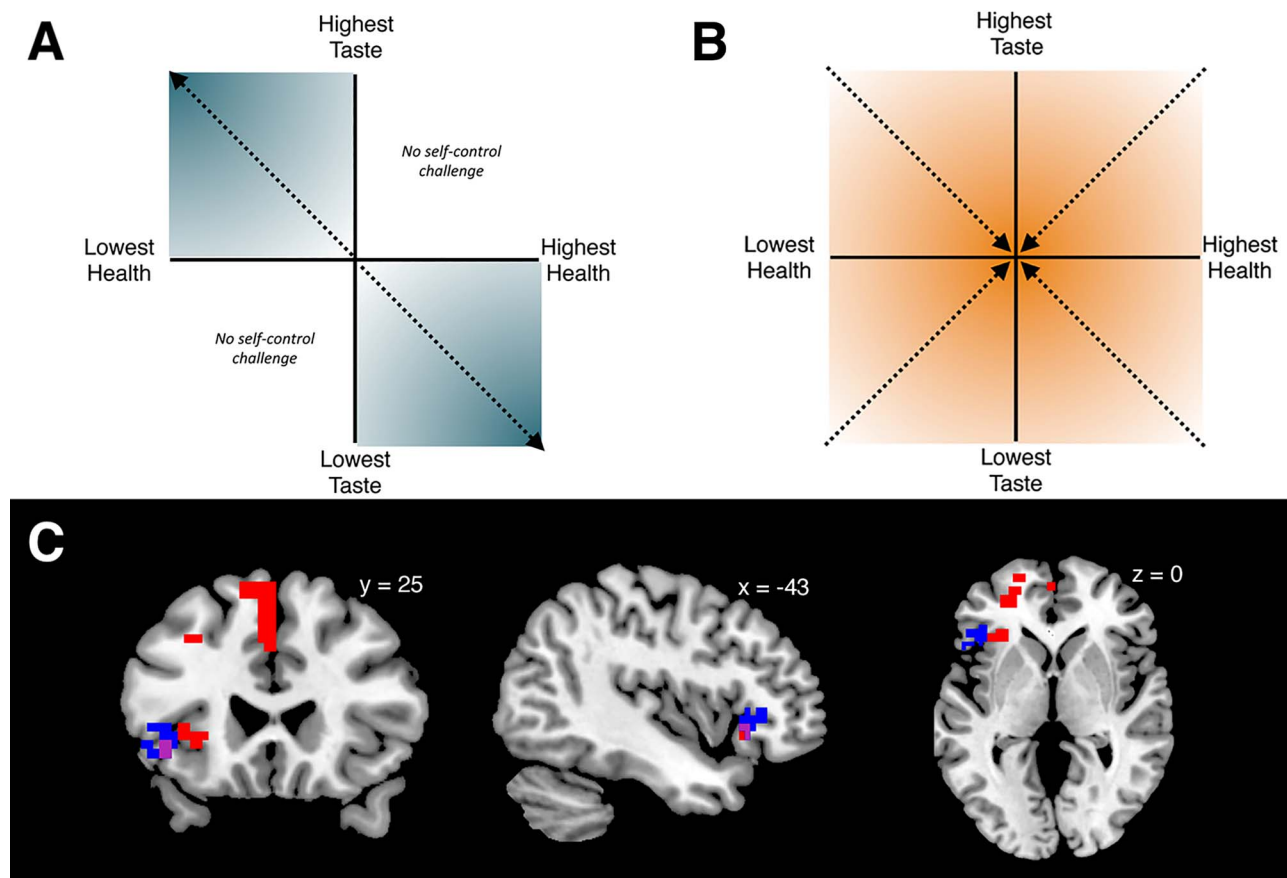 A
Highest
Taste
No self-control
challenge
Lowest
Health
Highest
Health
No self-control
challenge
Lowest
Taste
B
Highest
Taste
Lowest
Health
Highest
Health
Lowest
Taste
C
y = 25
x = -43
z = 0